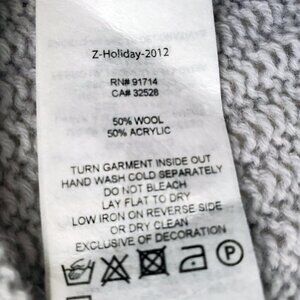 Z-Holiday-2012
RN# 91714
CA# 32528
50% WOOL
50% ACRYLIC
TURN GARMENT INSIDE OUT
HAND WASH COLD SEPARATELY
DO NOT BLEACH
LAY FLAT TO DRY
LOW IRON ON REVERSE SIDE
OR DRY CLEAN
EXCLUSIVE OF DECORATION
P